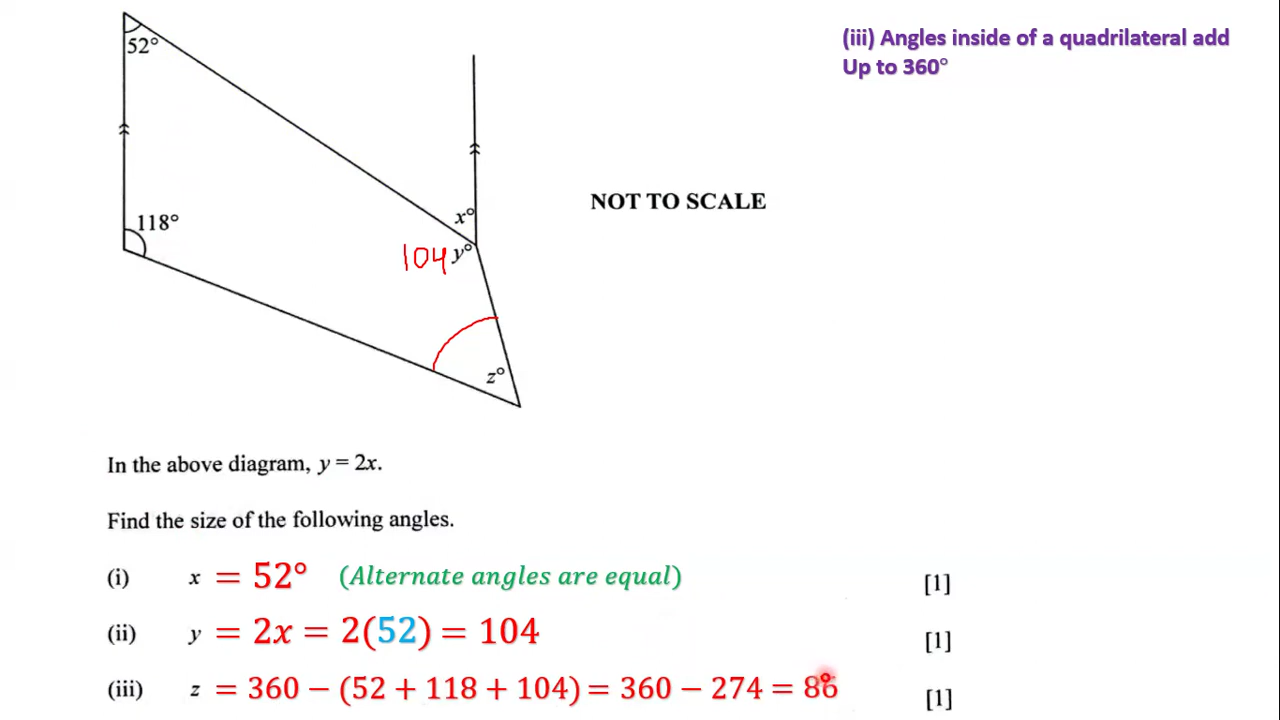 (iii) Angles inside of a quadrilateral add
Up to 360°
52°
118°
x°
104 y°
z°
NOT TO SCALE
In the above diagram, y = 2x.
Find the size of the following angles.
(i) x = 52° (Alternate angles are equal) [1]
(ii) y = 2x = 2(52) = 104 [1]
(iii) z = 360 − (52 + 118 + 104) = 360 − 274 = 86 [1]